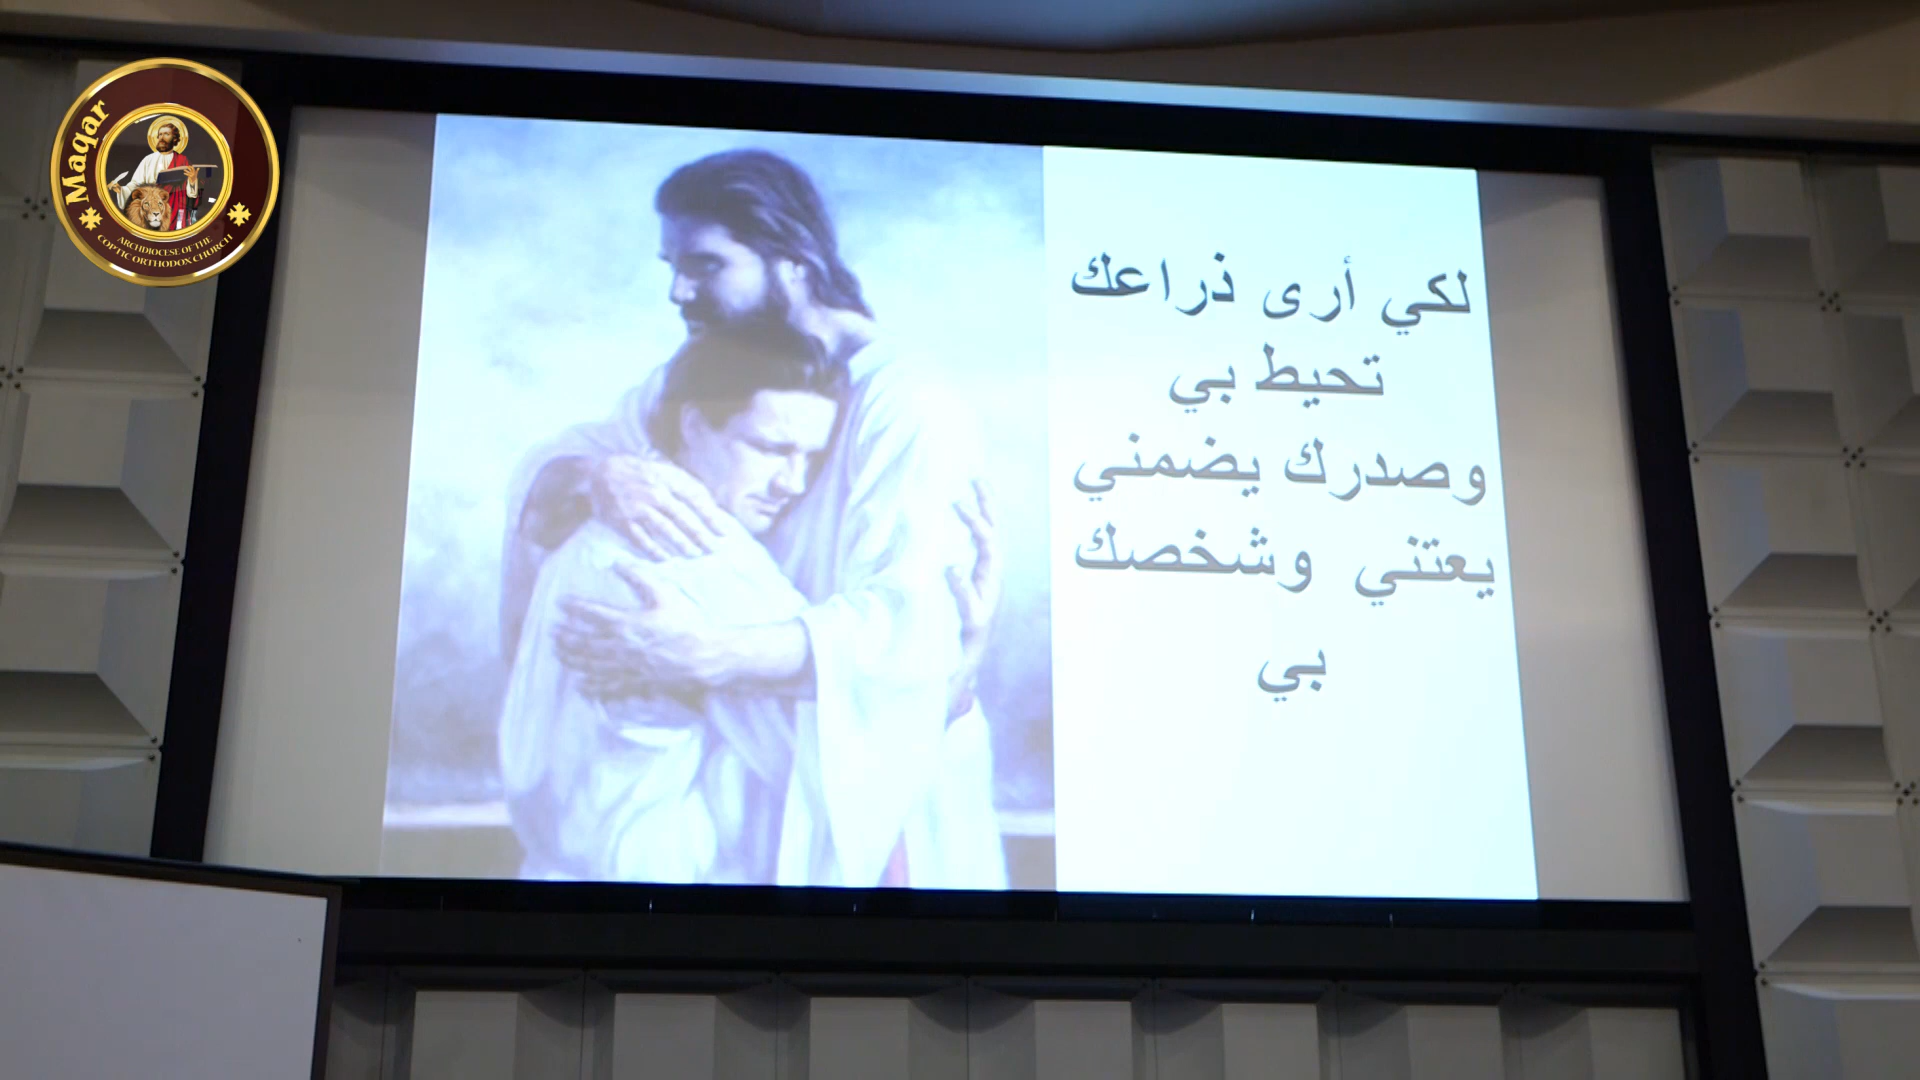 Maqar
ARCHDIOCESE OF THE
COPTIC ORTHODOX CHURCH
لكي أرى ذراعك
تحيط بي
وصدرك يضمني
يعتني وشخصك
بي